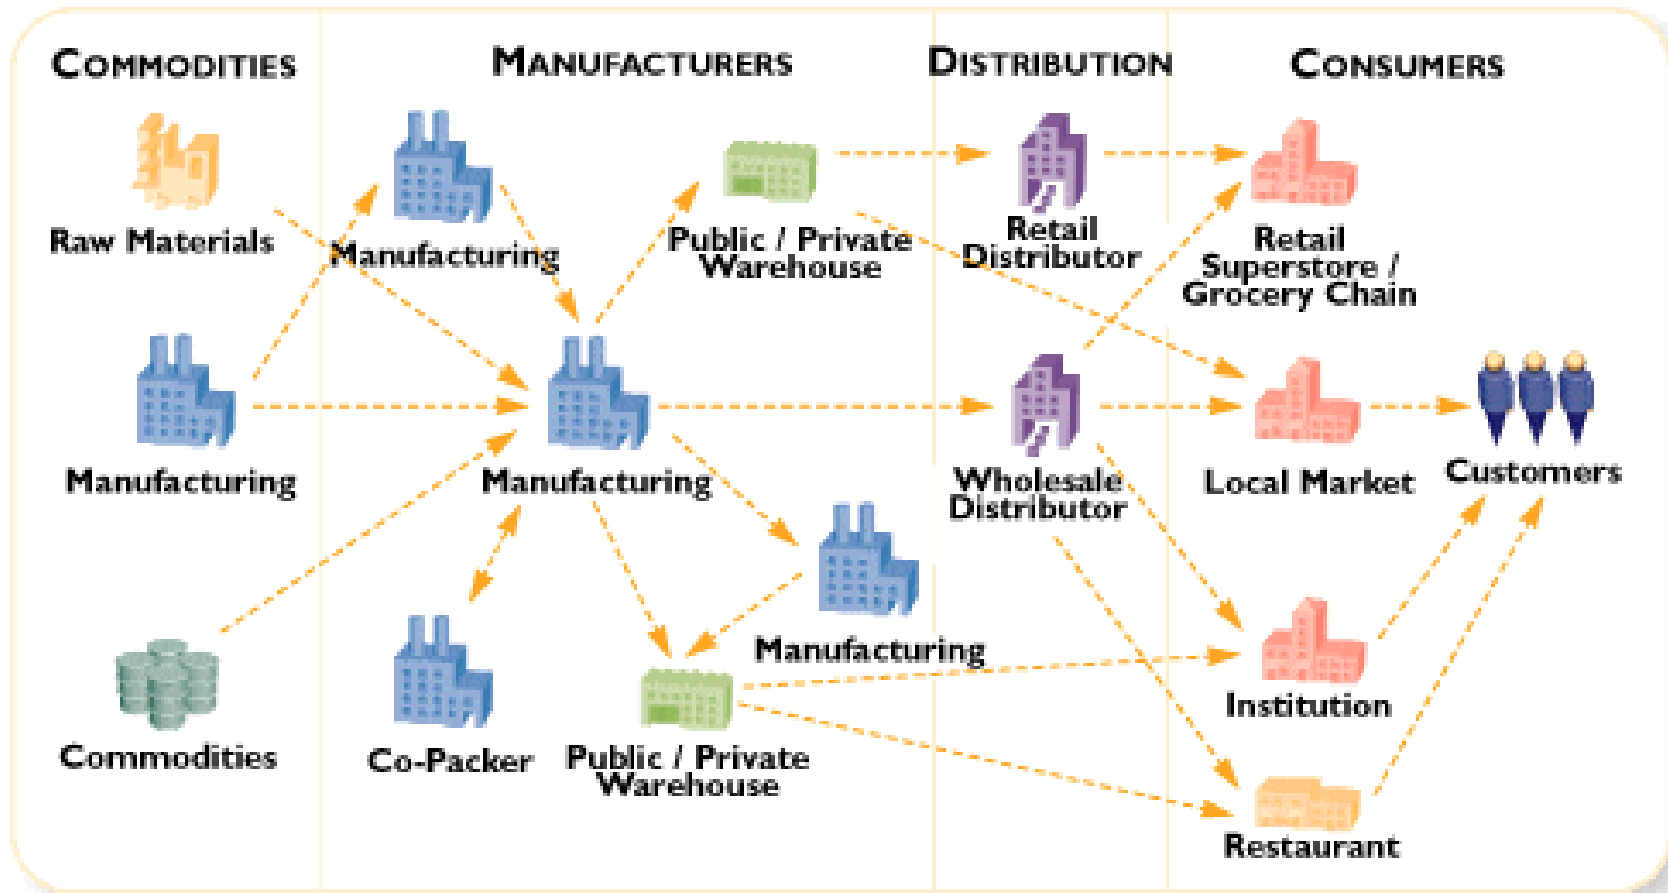 COMMODITIES
MANUFACTURERS
DISTRIBUTION
CONSUMERS
Raw Materials
Manufacturing
Public / Private
Warehouse
Retail
Distributor
Retail
Superstore /
Grocery Chain
Manufacturing
Manufacturing
Wholesale
Distributor
Local Market
Customers
Manufacturing
Institution
Commodities
Co-Packer
Public / Private
Warehouse
Restaurant